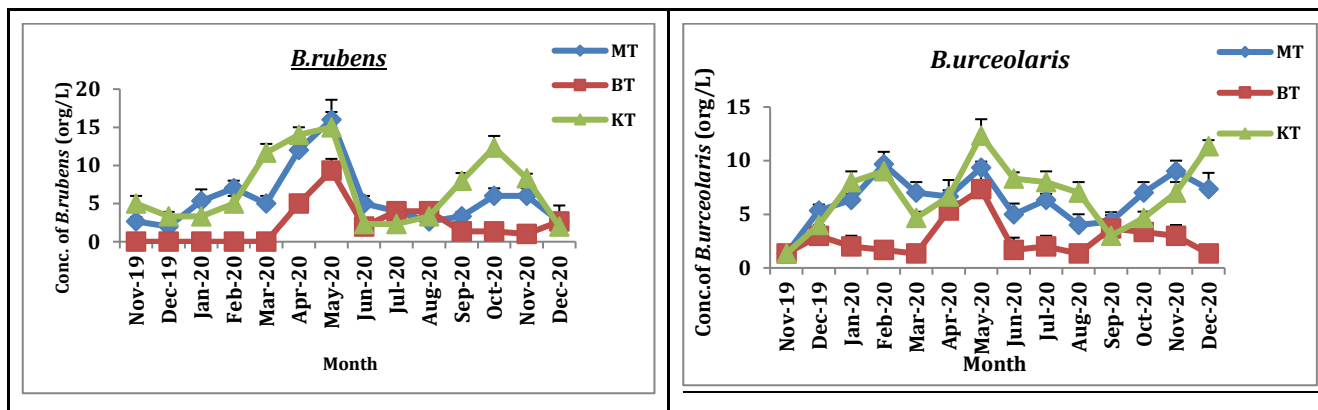 B.rubens
MT
BT
KT
Conc. of B.rubens (org/L)
20
15
10
5
0
Nov-19
Dec-19
Jan-20
Feb-20
Mar-20
Apr-20
May-20
Jun-20
Jul-20
Aug-20
Sep-20
Oct-20
Nov-20
Dec-20
Month
B.urceolaris
MT
BT
KT
Conc.of B.urceolaris (org/L)
15
10
5
0
Nov-19
Dec-19
Jan-20
Feb-20
Mar-20
Apr-20
May-20
Jun-20
Jul-20
Aug-20
Sep-20
Oct-20
Nov-20
Dec-20
Month